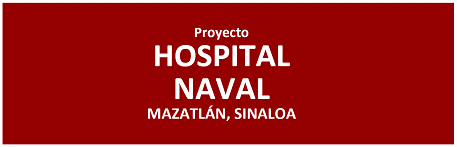 Proyecto
HOSPITAL
NAVAL
MAZATLÁN, SINALOA